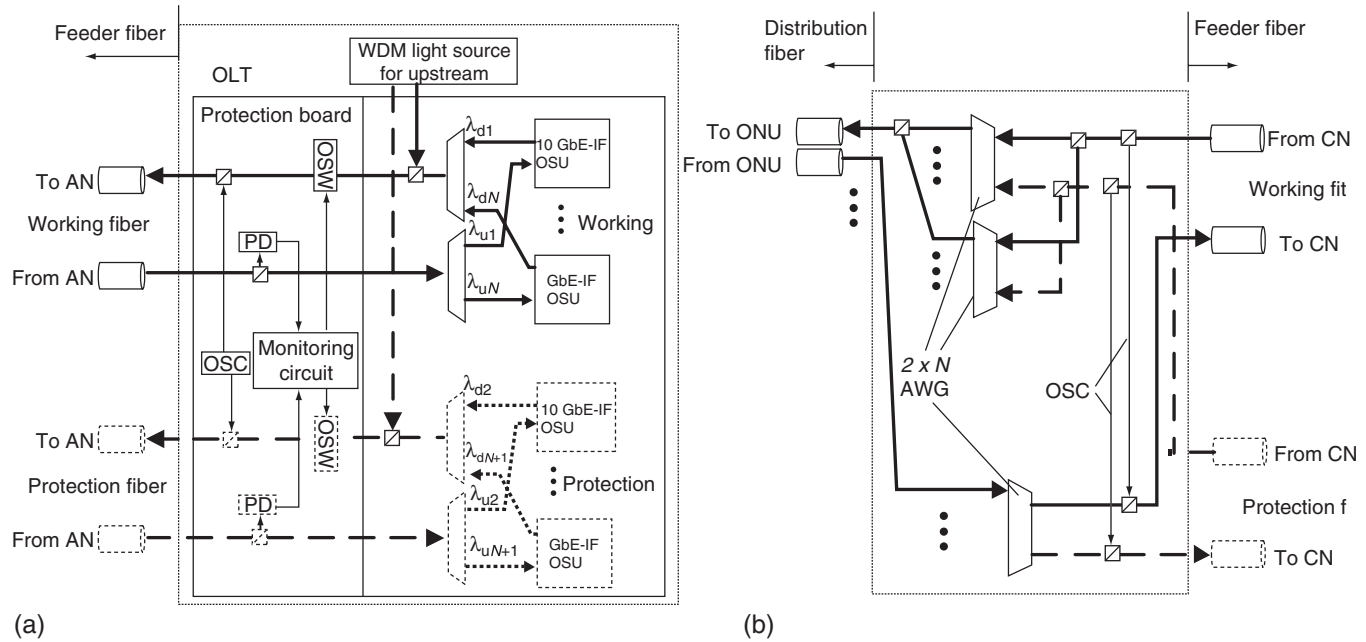 Feeder fiber
OLT
WDM light source
for upstream
Protection board
λd1
10 GbE-IF
OSU
OSW
To AN
λdN
Working fiber
λu1
Working
PD
From AN
λuN
GbE-IF
OSU
OSC
Monitoring
circuit
λd2
10 GbE-IF
OSU
To AN
OSW
λdN+1
Protection fiber
Protection
λu2
PD
From AN
λuN+1
GbE-IF
OSU
(a)
Distribution
fiber
Feeder fiber
To ONU
From CN
From ONU
Working fit
To CN
2 x N
AWG
OSC
From CN
Protection f
To CN
(b)